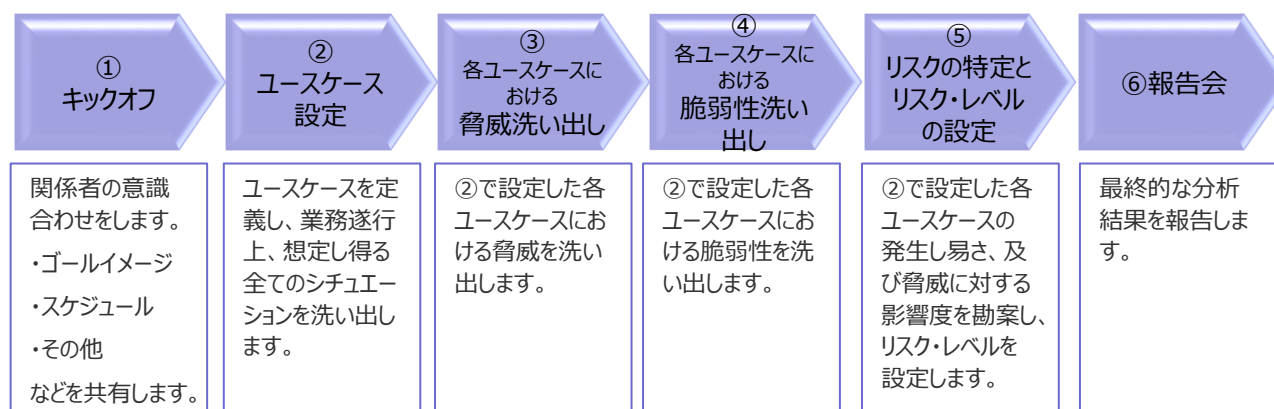 ①
キックオフ
②
ユースケース
設定
③
各ユースケースに
おける
脅威洗い出し
④
各ユースケースに
おける
脆弱性洗い
出し
⑤
リスクの特定と
リスク・レベル
の設定
⑥報告会
関係者の意識
合わせをします。
・ゴールイメージ
・スケジュール
・その他
などを共有します。
ユースケースを定
義し、業務遂行
上、想定し得る
全てのシチュエー
ションを洗い出し
ます。
②で設定した各
ユースケースにお
ける脅威を洗い
出します。
②で設定した各
ユースケースにお
ける脆弱性を洗
い出します。
②で設定した各
ユースケースの
発生し易さ、及
び脅威に対する
影響度を勘案し、
リスク・レベルを
設定します。
最終的な分析
結果を報告しま
す。